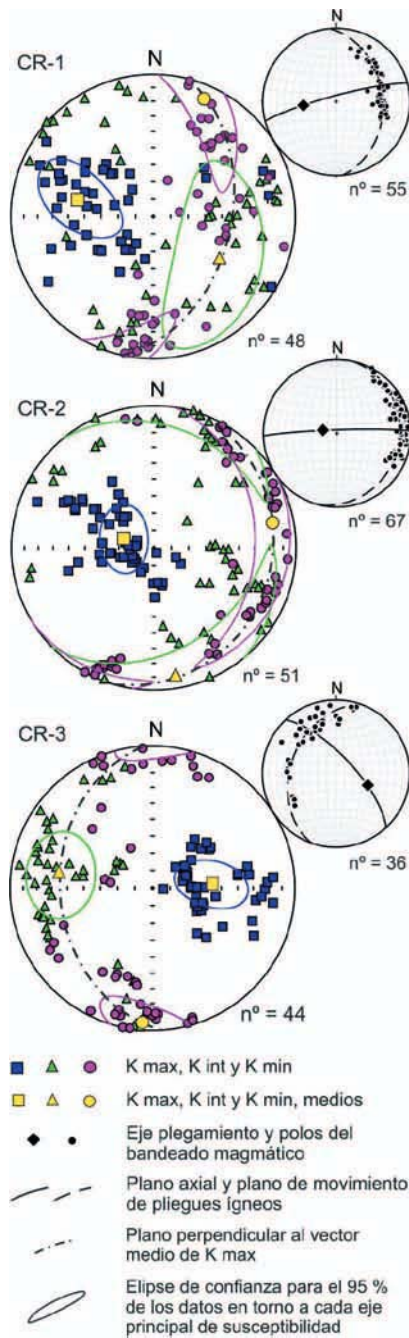 CR-1
N
N
nº = 55
nº = 48
CR-2
N
N
nº = 67
nº = 51
CR-3
N
N
nº = 36
nº = 44
K max, K int y K min
K max, K int y K min, medios
Eje plegamiento y polos del
bandeado magmático
Plano axial y plano de movimiento
de pliegues ígneos
Plano perpendicular al vector
medio de K max
Elipse de confianza para el 95 %
de los datos en torno a cada eje
principal de susceptibilidad